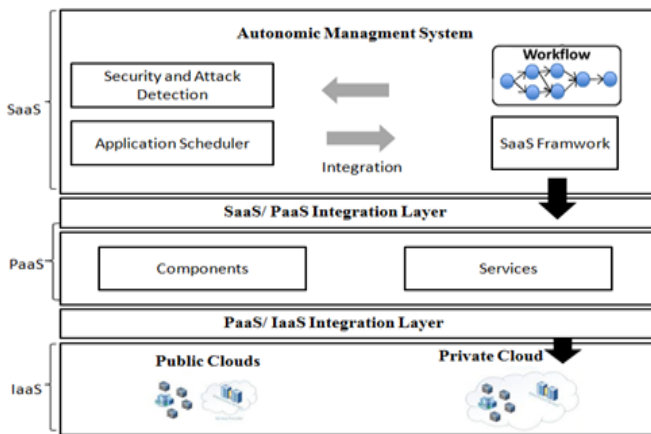 Autonomic Managment System
Security and Attack
Detection
Workflow
SaaS
Application Scheduler
SaaS Framwork
Integration
SaaS/ PaaS Integration Layer
PaaS
Components
Services
PaaS/ IaaS Integration Layer
Public Clouds
Private Cloud
IaaS